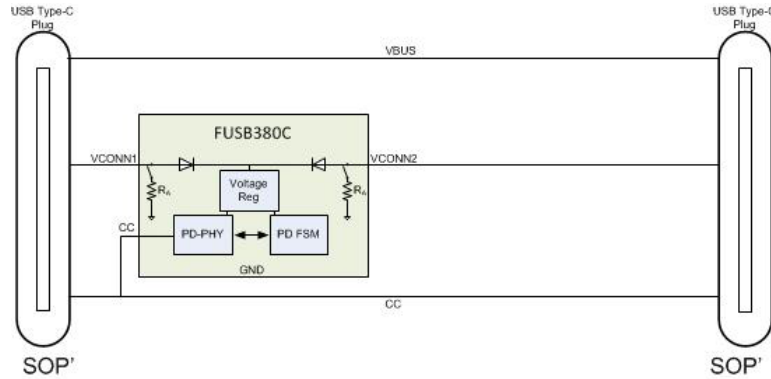 USB Type-C
Plug
USB Type-C
Plug
VBUS
FUSB380C
VCONN1
VCONN2
RA
Voltage
Reg
RA
CC
PD-PHY
PD FSM
GND
CC
SOP'
SOP'